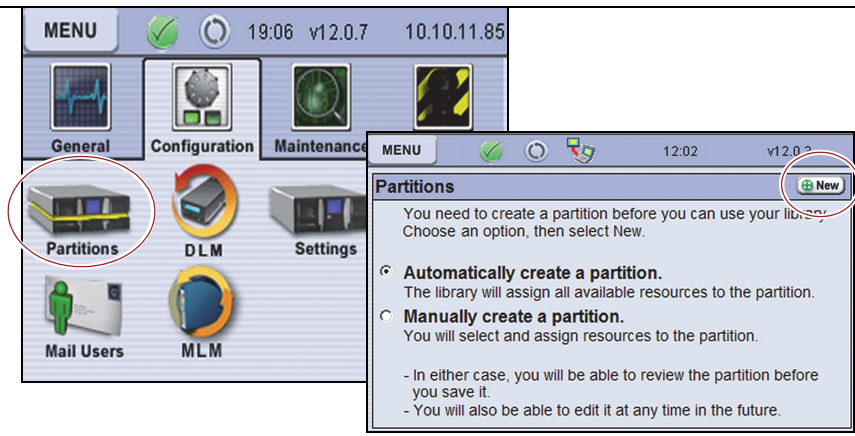 MENU 19:06 v12.0.7 10.10.11.85
General Configuration Maintenance
Partitions DLM Settings
Mail Users MLM
MENU 12:02 v12.0.2
Partitions New
You need to create a partition before you can use your library.
Choose an option, then select New.
Automatically create a partition.
The library will assign all available resources to the partition.
Manually create a partition.
You will select and assign resources to the partition.
- In either case, you will be able to review the partition before
you save it.
- You will also be able to edit it at any time in the future.